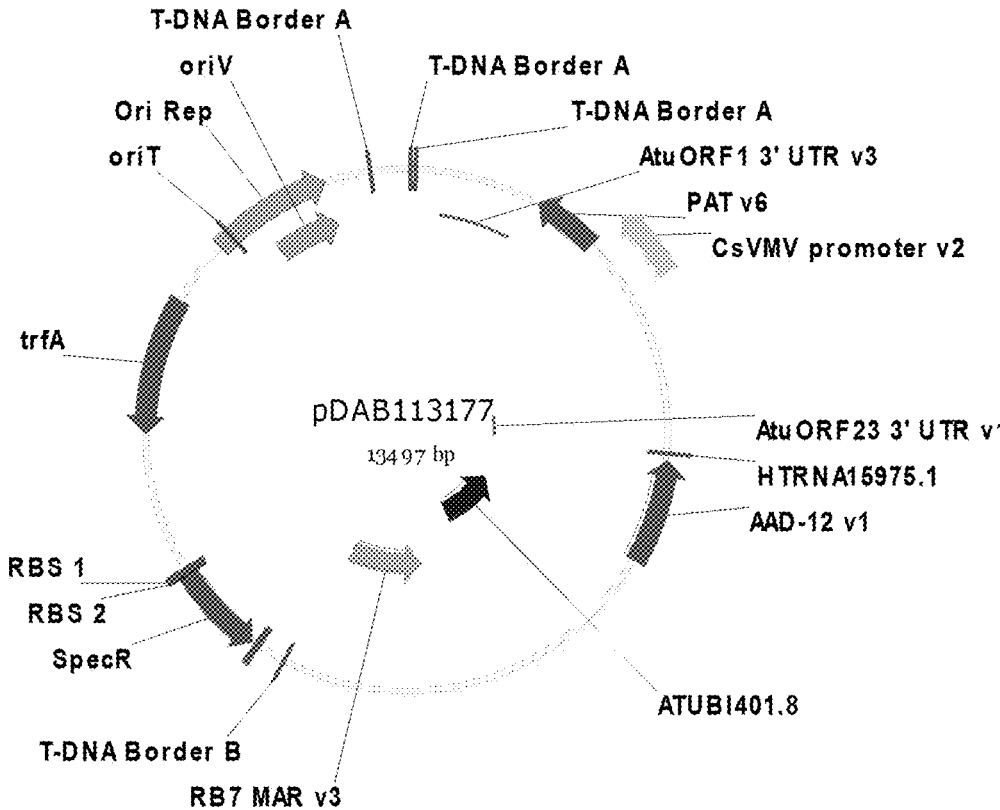 T-DNA Border A
oriV
T-DNA Border A
Ori Rep
T-DNA Border A
oriT
AtuORF1 3' UTR v3
PAT v6
CsVMV promoter v2
trfA
pDAB113177
13497 bp
AtuORF23 3' UTR v1
HTRNA15975.1
AAD-12 v1
RBS 1
RBS 2
SpecR
ATUBI401.8
T-DNA Border B
RB7 MAR v3